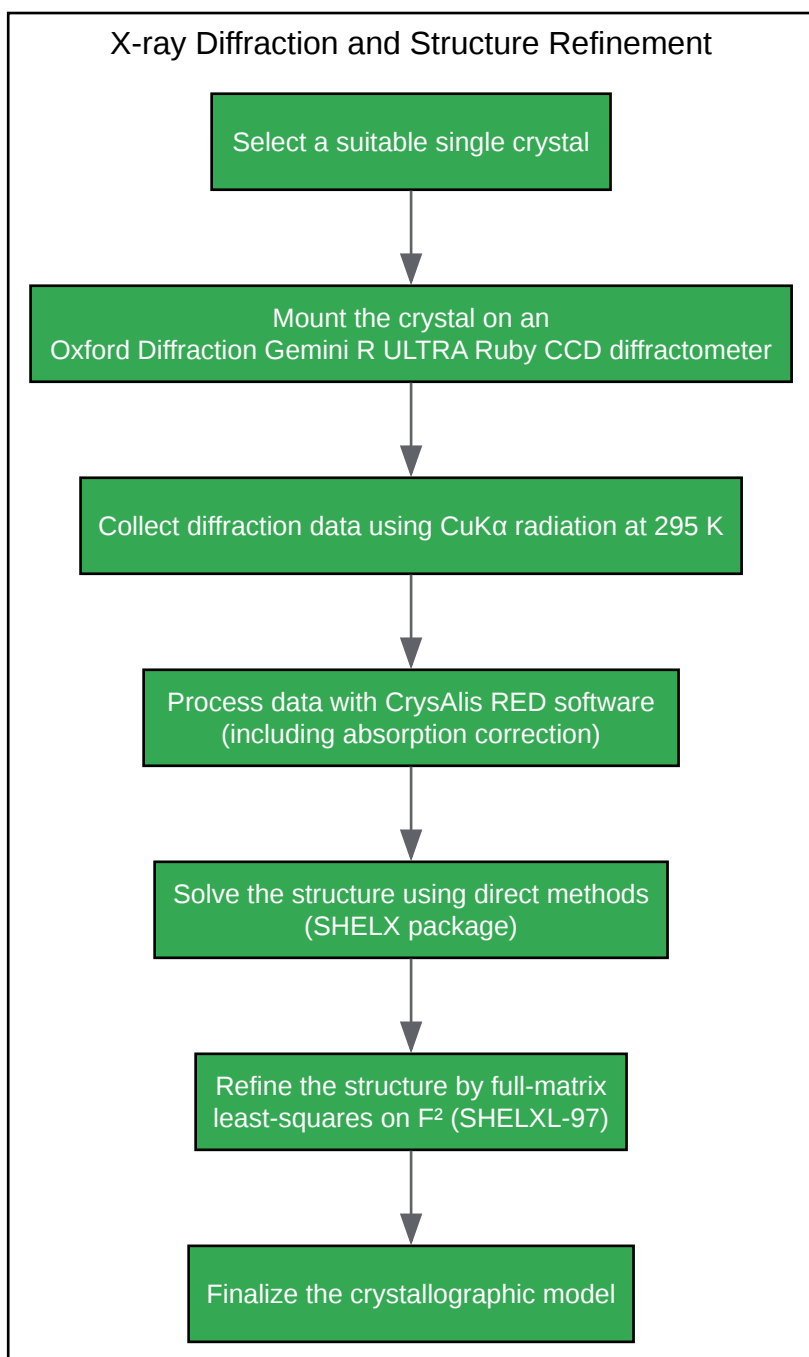 X-ray Diffraction and Structure Refinement
Select a suitable single crystal
Mount the crystal on an
Oxford Diffraction Gemini R ULTRA Ruby CCD diffractometer
Collect diffraction data using CuKα radiation at 295 K
Process data with CrysAlis RED software
(including absorption correction)
Solve the structure using direct methods
(SHELX package)
Refine the structure by full-matrix
least-squares on F² (SHELXL-97)
Finalize the crystallographic model